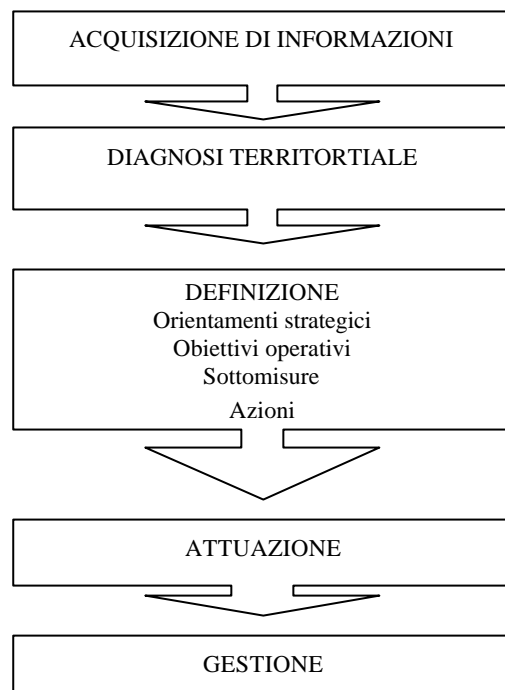 ACQUISIZIONE DI INFORMAZIONI
DIAGNOSI TERRITORTIALE
DEFINIZIONE
Orientamenti strategici
Obiettivi operativi
Sottomisure
Azioni
ATTUAZIONE
GESTIONE